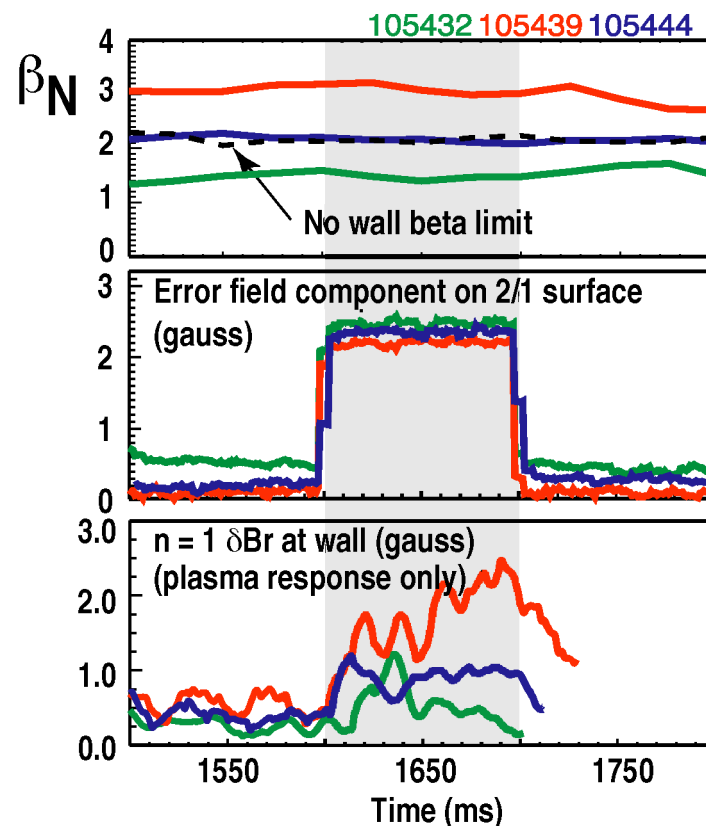 105432 105439 105444
4
βN
3
2
1
No wall beta limit
0
3
Error field component on 2/1 surface
(gauss)
2
1
0
3.0
n = 1 δBr at wall (gauss)
(plasma response only)
2.0
1.0
0.0
1550 1650 1750
Time (ms)